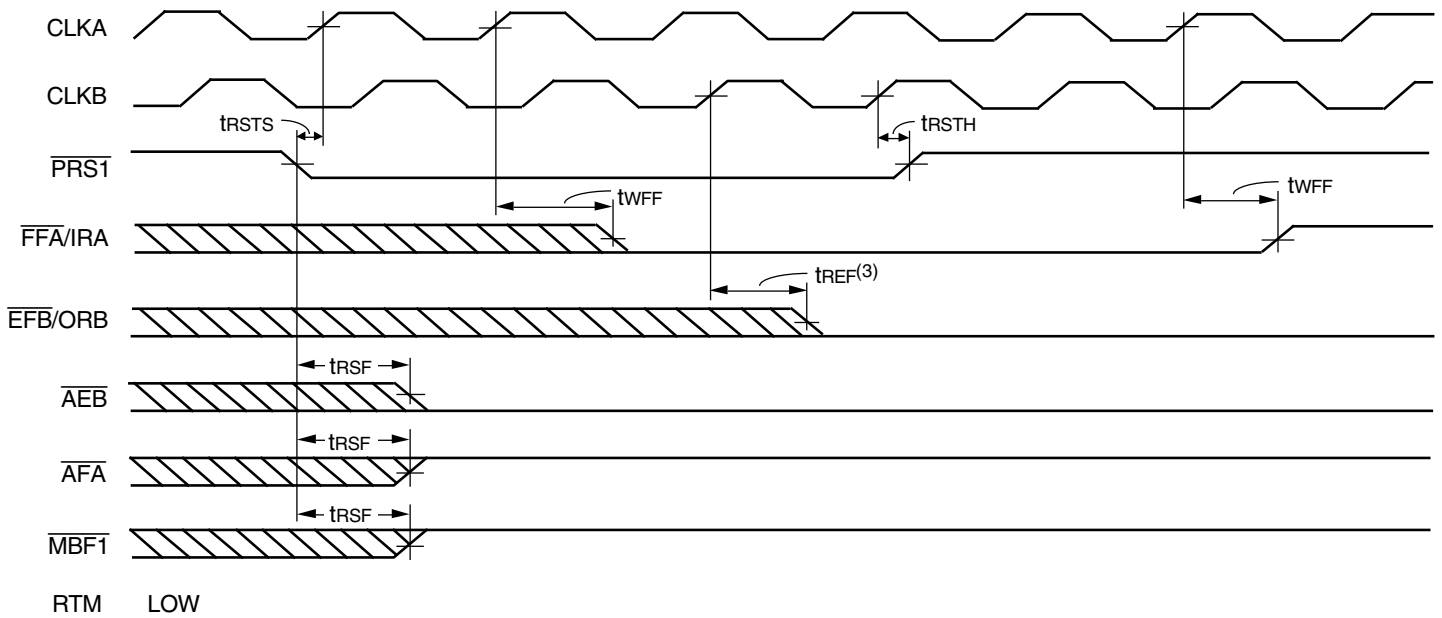 CLKA
CLKB
tRSTS
tRSTH
PRS1
tWFF
tWFF
FFA/IRA
tREF(3)
EFB/ORB
tRSF
AEB
tRSF
AFA
tRSF
MBF1
RTM LOW